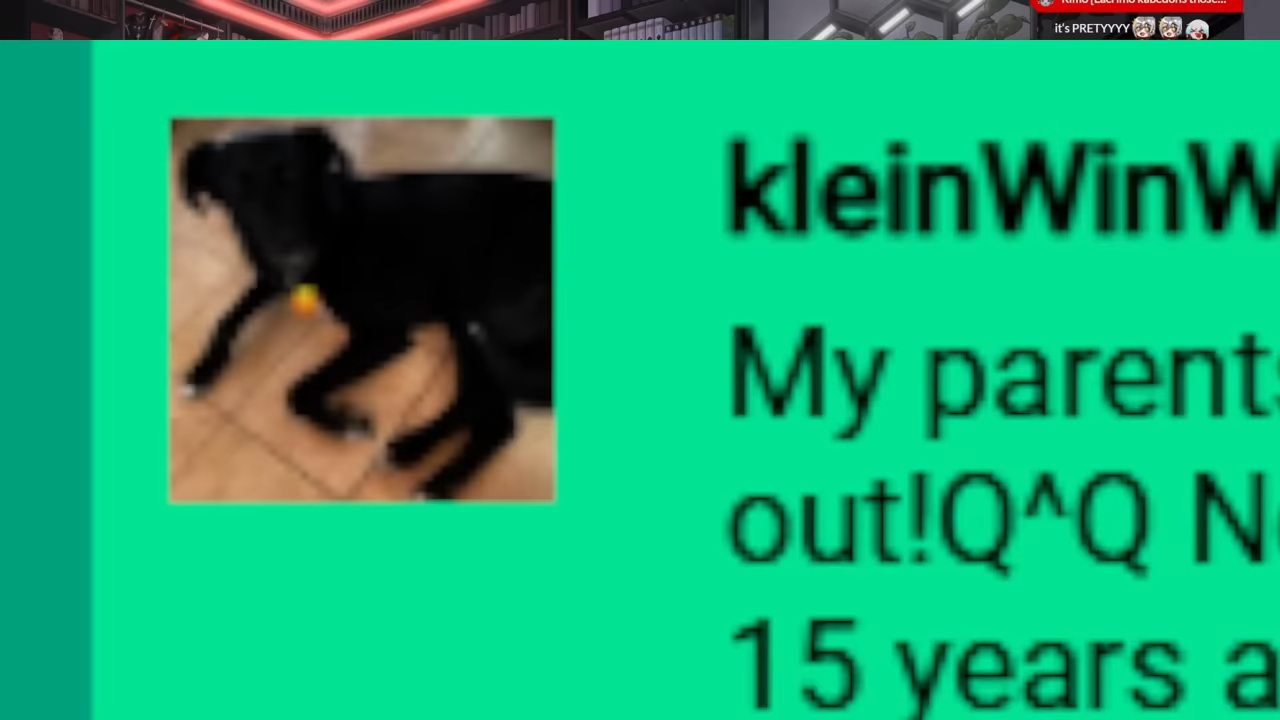 it's PRETYYYY
kleinWinW
My parents
out!Q^Q N
15 years a